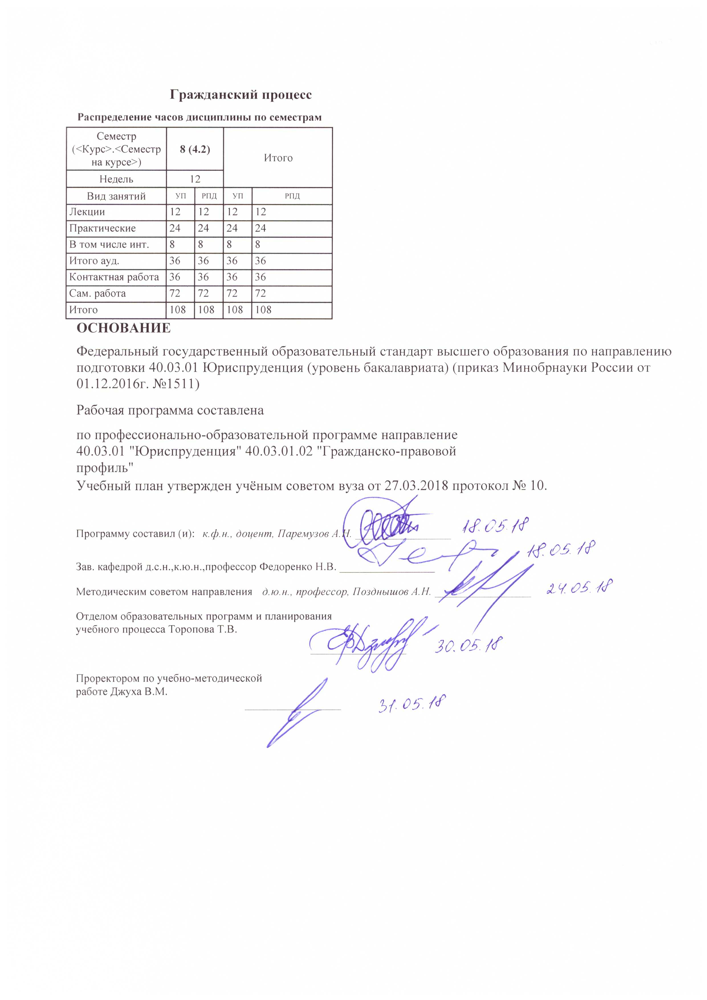 Гражданский процесс
Распределение часов дисциплины по семестрам
Семестр
(<Курс>.<Семестр
на курсе>)
8 (4.2)
Итого
Недель 12
Вид занятий УП РПД УП РПД
Лекции 12 12 12 12
Практические 24 24 24 24
В том числе инт. 8 8 8 8
Итого ауд. 36 36 36 36
Контактная работа 36 36 36 36
Сам. работа 72 72 72 72
Итого 108 108 108 108
ОСНОВАНИЕ
Федеральный государственный образовательный стандарт высшего образования по направлению
подготовки 40.03.01 Юриспруденция (уровень бакалавриата) (приказ Минобрнауки России от
01.12.2016г. №1511)
Рабочая программа составлена
по профессионально-образовательной программе направление
40.03.01 "Юриспруденция" 40.03.01.02 "Гражданско-правовой
профиль"
Учебный план утвержден учёным советом вуза от 27.03.2018 протокол № 10.
Программу составил (и): к.ф.н., доцент, Паремузов А.Н. 18.05.18
18.05.18
Зав. кафедрой д.с.н.,к.ю.н.,профессор Федоренко Н.В.
Методическим советом направления д.ю.н., профессор, Позднышов А.Н. 24.05.18
Отделом образовательных программ и планирования
учебного процесса Торопова Т.В.
30.05.18
Проректором по учебно-методической
работе Джуха В.М.
31.05.18